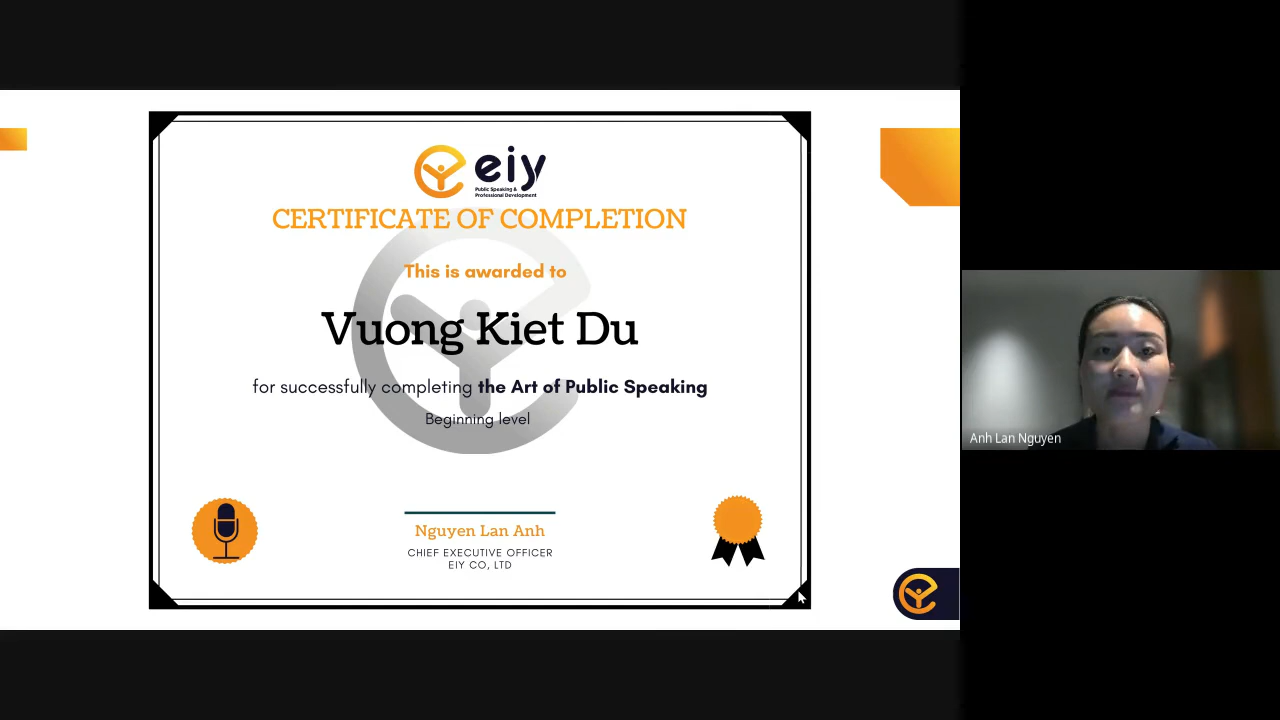 eiy
Public Speaking &
Professional Development
CERTIFICATE OF COMPLETION
This is awarded to
Vuong Kiet Du
for successfully completing the Art of Public Speaking
Beginning level
Nguyen Lan Anh
CHIEF EXECUTIVE OFFICER
EIY CO, LTD
Anh Lan Nguyen